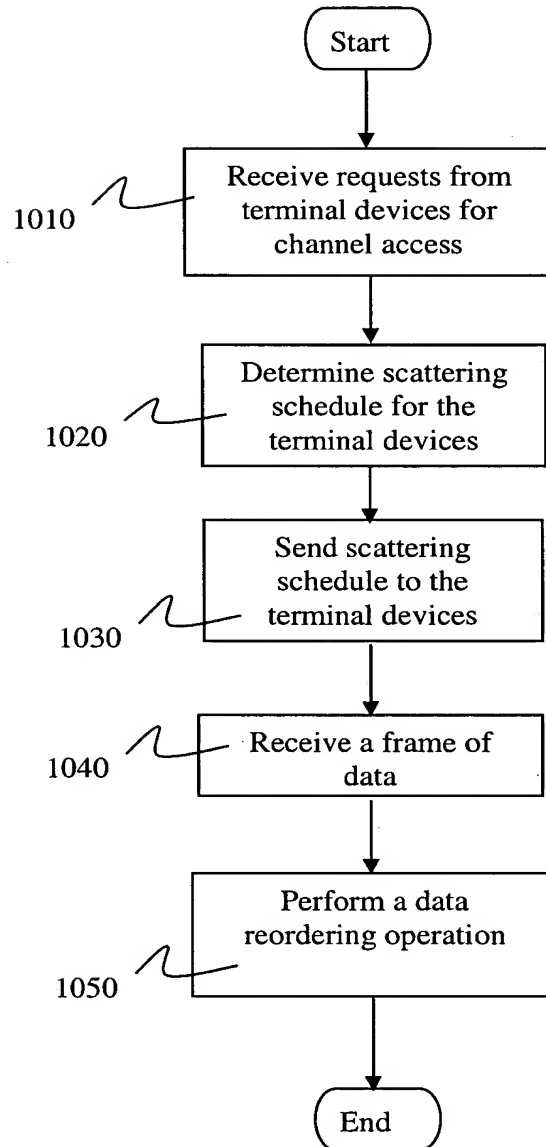 Start
Receive requests from
terminal devices for
channel access
1010
Determine scattering
schedule for the
terminal devices
1020
Send scattering
schedule to the
terminal devices
1030
Receive a frame of
data
1040
Perform a data
reordering operation
1050
End